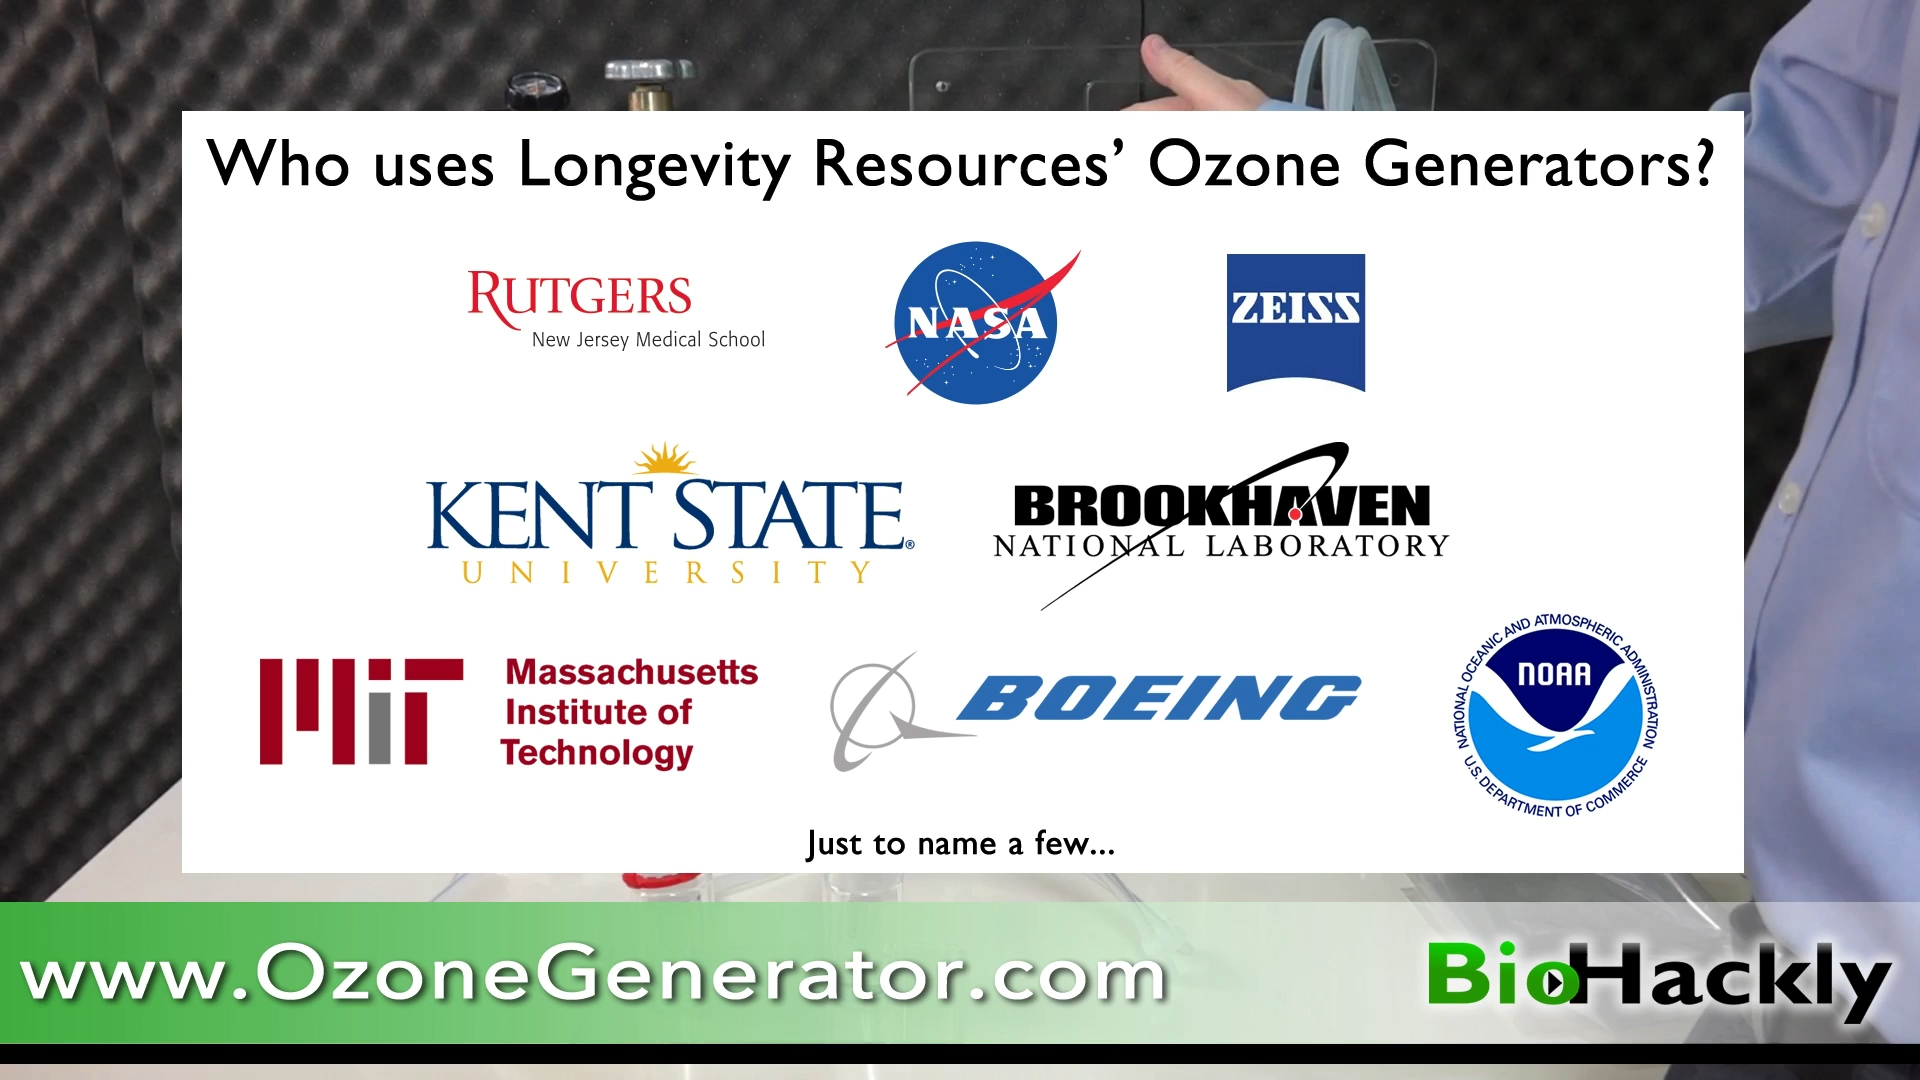 Who uses Longevity Resources’ Ozone Generators?
RUTGERS
New Jersey Medical School
NASA
ZEISS
KENT STATE®
UNIVERSITY
BROOKHAVEN
NATIONAL LABORATORY
MIT
Massachusetts
Institute of
Technology
BOEING
NATIONAL OCEANIC AND ATMOSPHERIC ADMINISTRATION
NOAA
U.S. DEPARTMENT OF COMMERCE
Just to name a few...
www.OzoneGenerator.com
BioHackly